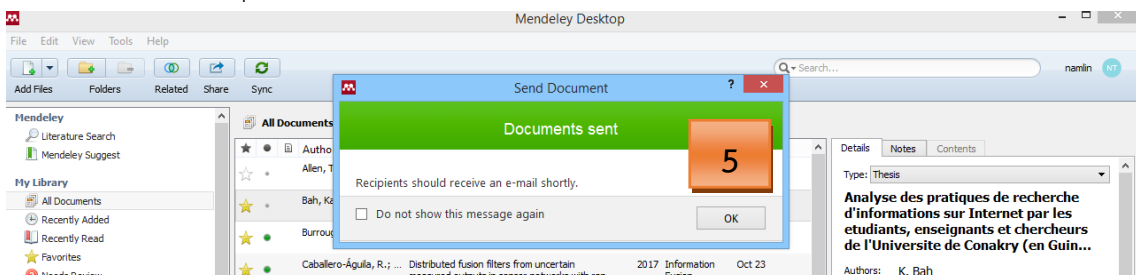 Mendeley Desktop
File Edit View Tools Help
Search...
namlin NT
Add Files Folders Related Share Sync
Send Document
Documents sent
5
Recipients should receive an e-mail shortly.
Do not show this message again
OK
Mendeley
Literature Search
Mendeley Suggest
My Library
All Documents
Recently Added
Recently Read
Favorites
All Documents
Autho
Allen, T
Bah, Ka
Burroug
Caballero-Águila, R.; ... Distributed fusion filters from uncertain 2017 Information Oct 23
Details Notes Contents
Type: Thesis
Analyse des pratiques de recherche
d'informations sur Internet par les
etudiants, enseignants et chercheurs
de l'Universite de Conakry (en Guin...
Authors: K. Bah